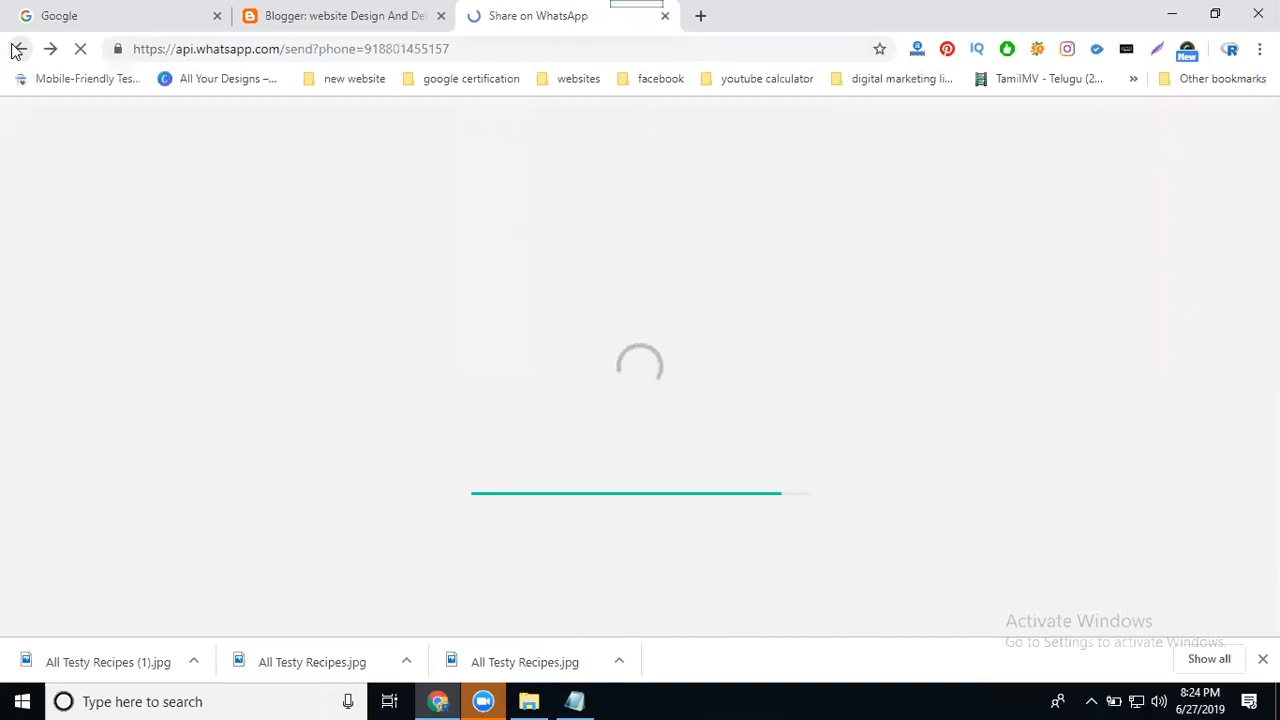 Google
Blogger: website Design And De
Share on WhatsApp
https://api.whatsapp.com/send?phone=918801455157
New
Mobile-Friendly Tes...
All Your Designs –...
new website
google certification
websites
facebook
youtube calculator
digital marketing li...
TamilMV - Telugu (2...
»
Other bookmarks
Activate Windows
Go to Settings to activate Windows.
All Testy Recipes (1).jpg
All Testy Recipes.jpg
All Testy Recipes.jpg
Show all
Type here to search
8:24 PM
6/27/2019